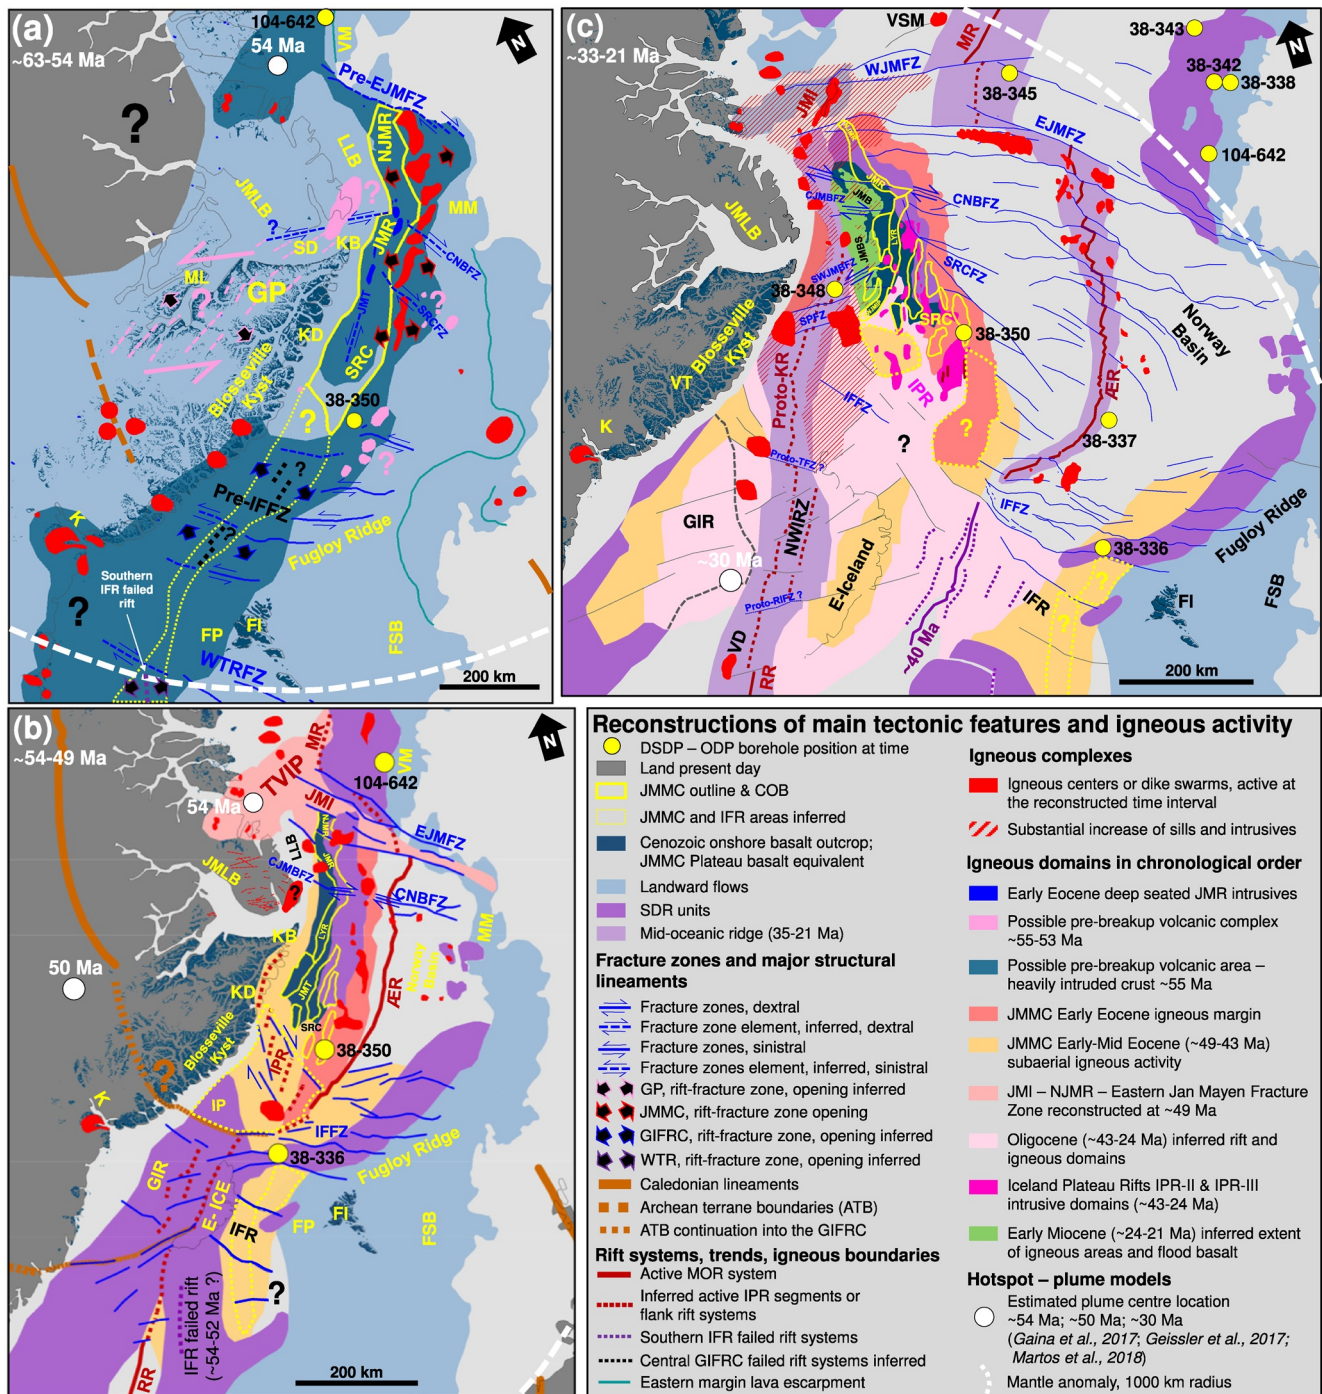 (a)
~63-54 Ma
104-642
54 Ma
VM
N
Pre-EJMFZ
?
LLB
NJMR
JMLB
?
?
MM
SD
KB
JMR
CNBFZ
ML
?
GP
JMT
?
SRCFZ
KD
Blosseville
Kyst
SRC
38-350
?
?
?
Pre-IFFZ
?
K
Fugloy Ridge
Southern
IFR failed
rift
?
FP
FI
FSB
WTRFZ
200 km
(b)
~54-49 Ma
MR
N
TVIP
VM
104-642
54 Ma
JMI
NJMR
EJMFZ
LLB
JMR
JMLB
CJMBFZ
?
CNBFZ
LYR
KB
MM
50 Ma
Norway
Basin
KD
JMT
ÆR
SRC
Blosseville
Kyst
38-350
IPR
?
IP
K
IFFZ
38-336
Fugloy Ridge
GIR
E- ICE
IFR
FP
FI
FSB
?
IFR failed rift
(~54-52 Ma ?)
RR
200 km
(c)
~33-21 Ma
VSM
MR
38-343
N
WJMFZ
38-342
38-338
38-345
JMI
EJMFZ
104-642
NJMR
JMR
CJMBFZ
JMB
CNBFZ
JMLB
LYR
JMBS
SWJMBFZ
SRCFZ
38-348
SPFZ
SRC
38-350
Blosseville
Kyst
VT
Norway
Basin
Proto-KR
IPR
IFFZ
ÆR
K
?
?
38-337
Proto-TFZ ?
GIR
NWIRZ
IFFZ
~30 Ma
E-Iceland
38-336
Fugloy Ridge
Proto-RIFZ ?
?
IFR
?
FI
FSB
VD
~40 Ma
RR
200 km
Reconstructions of main tectonic features and igneous activity
DSDP – ODP borehole position at time
Land present day
JMMC outline & COB
JMMC and IFR areas inferred
Cenozoic onshore basalt outcrop;
JMMC Plateau basalt equivalent
Landward flows
SDR units
Mid-oceanic ridge (35-21 Ma)
Fracture zones and major structural
lineaments
Fracture zones, dextral
Fracture zone element, inferred, dextral
Fracture zones, sinistral
Fracture zones element, inferred, sinistral
GP, rift-fracture zone, opening inferred
JMMC, rift-fracture zone opening
GIFRC, rift-fracture zone, opening inferred
WTR, rift-fracture zone, opening inferred
Caledonian lineaments
Archean terrane boundaries (ATB)
ATB continuation into the GIFRC
Rift systems, trends, igneous boundaries
Active MOR system
Inferred active IPR segments or
flank rift systems
Southern IFR failed rift systems
Central GIFRC failed rift systems inferred
Eastern margin lava escarpment
Igneous complexes
Igneous centers or dike swarms, active at
the reconstructed time interval
Substantial increase of sills and intrusives
Igneous domains in chronological order
Early Eocene deep seated JMR intrusives
Possible pre-breakup volcanic complex
~55-53 Ma
Possible pre-breakup volcanic area –
heavily intruded crust ~55 Ma
JMMC Early Eocene igneous margin
JMMC Early-Mid Eocene (~49-43 Ma)
subaerial igneous activity
JMI – NJMR – Eastern Jan Mayen Fracture
Zone reconstructed at ~49 Ma
Oligocene (~43-24 Ma) inferred rift and
igneous domains
Iceland Plateau Rifts IPR-II & IPR-III
intrusive domains (~43-24 Ma)
Early Miocene (~24-21 Ma) inferred extent
of igneous areas and flood basalt
Hotspot – plume models
Estimated plume centre location
~54 Ma; ~50 Ma; ~30 Ma
(Gaina et al., 2017; Geissler et al., 2017;
Martos et al., 2018)
Mantle anomaly, 1000 km radius